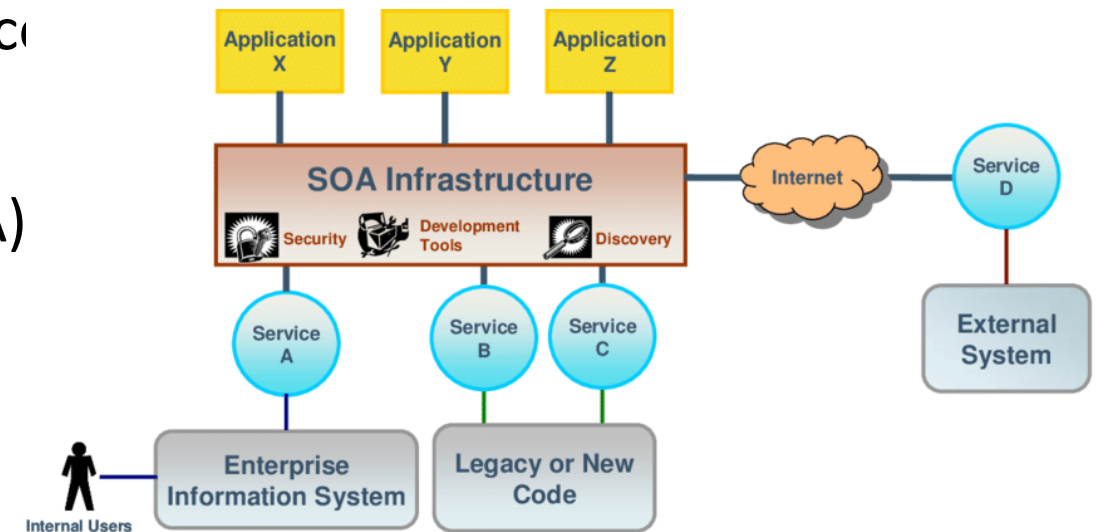 Application
X
Application
Y
Application
Z
SOA Infrastructure
Security
Development
Tools
Discovery
Internet
Service
D
A)
Service
A
Service
B
Service
C
External
System
Enterprise
Information System
Legacy or New
Code
Internal Users